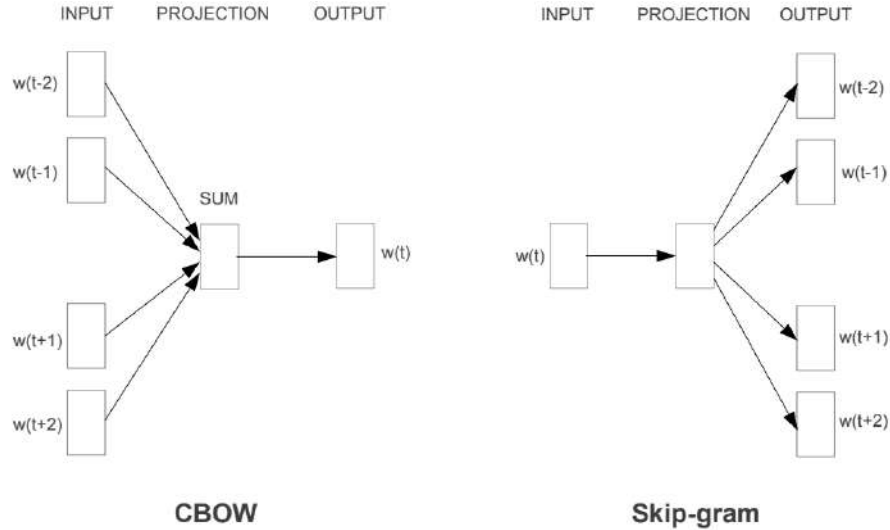 INPUT PROJECTION OUTPUT
w(t-2)
w(t-1)
SUM
w(t)
w(t+1)
w(t+2)
CBOW
INPUT PROJECTION OUTPUT
w(t-2)
w(t-1)
w(t)
w(t+1)
w(t+2)
Skip-gram